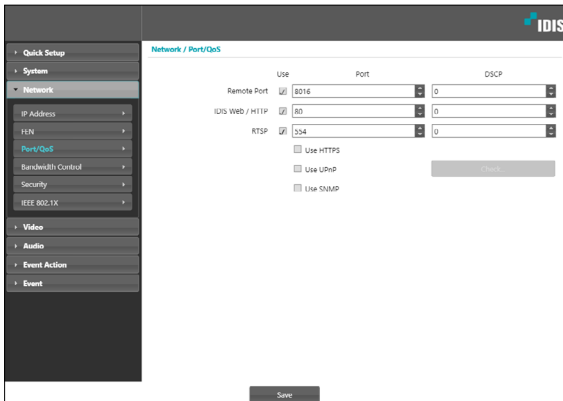 IDIS
Network / Port/QoS
Quick Setup
System
Network
IP Address
FEN
Port/QoS
Bandwidth Control
Security
IEEE 802.1X
Video
Audio
Event Action
Event
Use Port DSCP
Remote Port 8016 0
IDIS Web / HTTP 80 0
RTSP 554 0
Use HTTPS
Use UPnP Check...
Use SNMP
Save